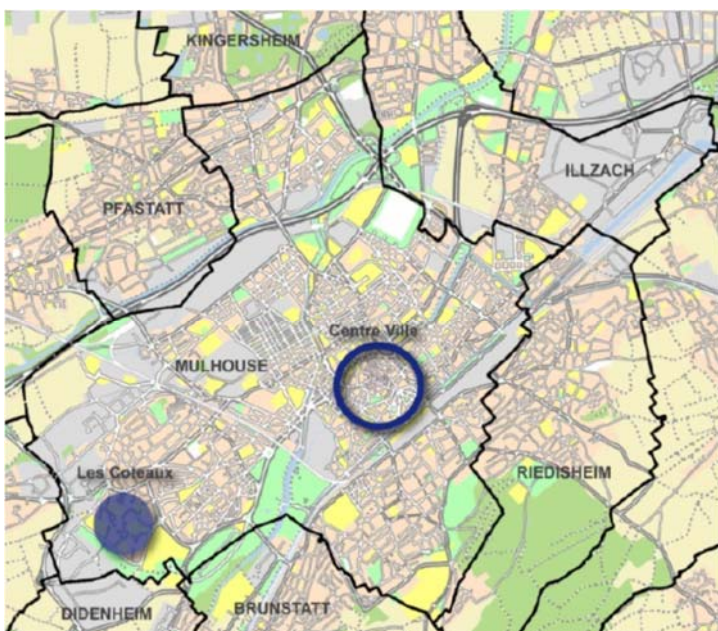 KINGERSHEIM
ILLZACH
PFASTATT
Centre Ville
MULHOUSE
Les Coteaux
RIEDISHEIM
DIDENHEIM
BRUNSTATT